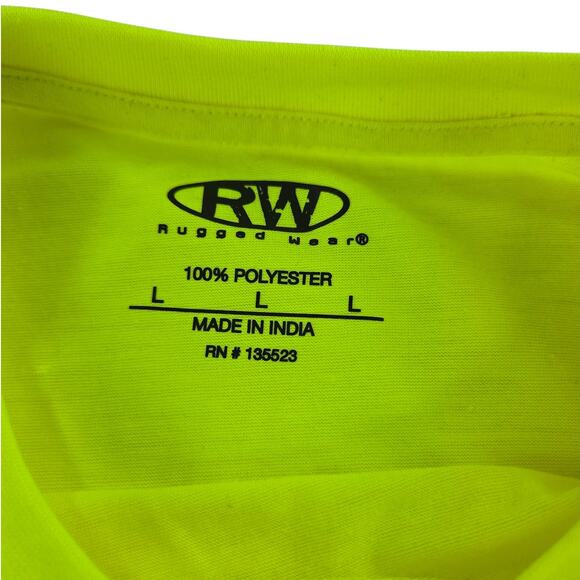 RW
Rugged Wear®
100% POLYESTER
L L L
MADE IN INDIA
RN # 135523